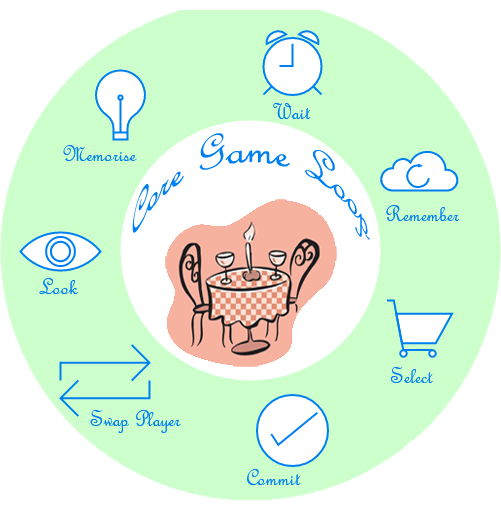 Core Game Loop
Wait
Remember
Select
Commit
Swap Player
Look
Memorise